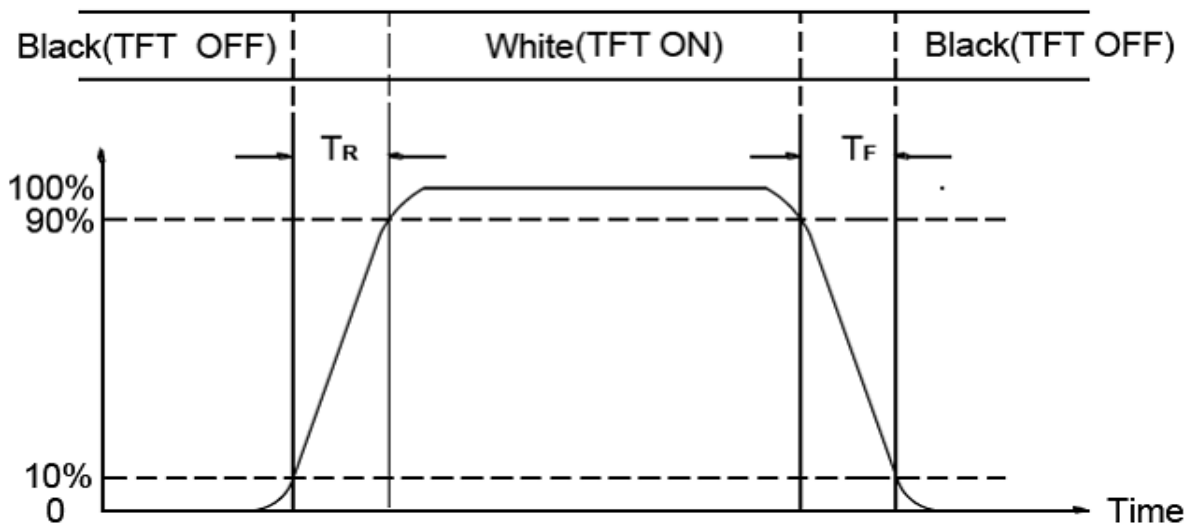 Black(TFT OFF) White(TFT ON) Black(TFT OFF)
TR TF
100%
90%
10%
0 Time